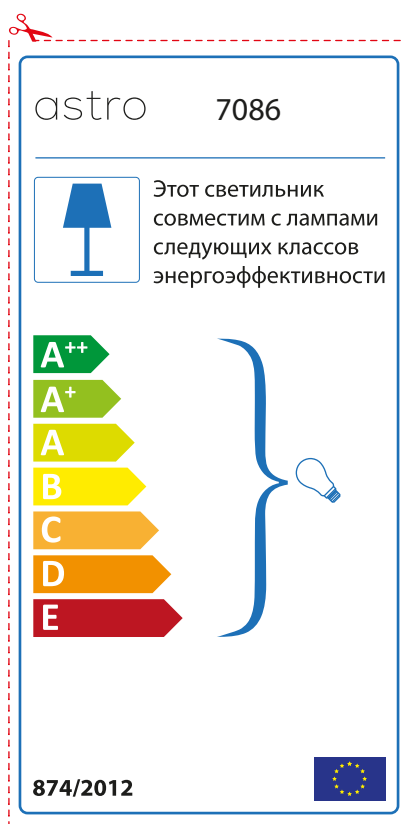 astro 7086
Этот светильник
совместим с лампами
следующих классов
энергоэффективности
A++
A+
A
B
C
D
E
874/2012